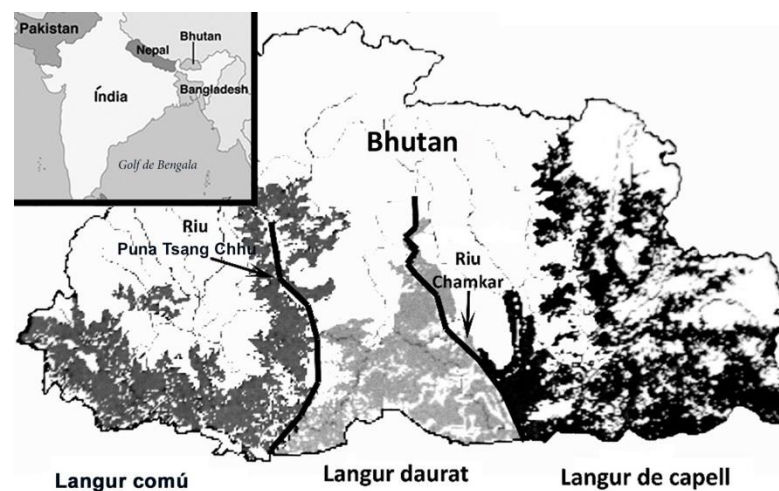 Pakistan
Nepal
Bhutan
Índia
Bangladesh
Golf de Bengala
Bhutan
Riu
Puna Tsang Chhu
Riu
Chamkar
Langur comú
Langur daurat
Langur de capell